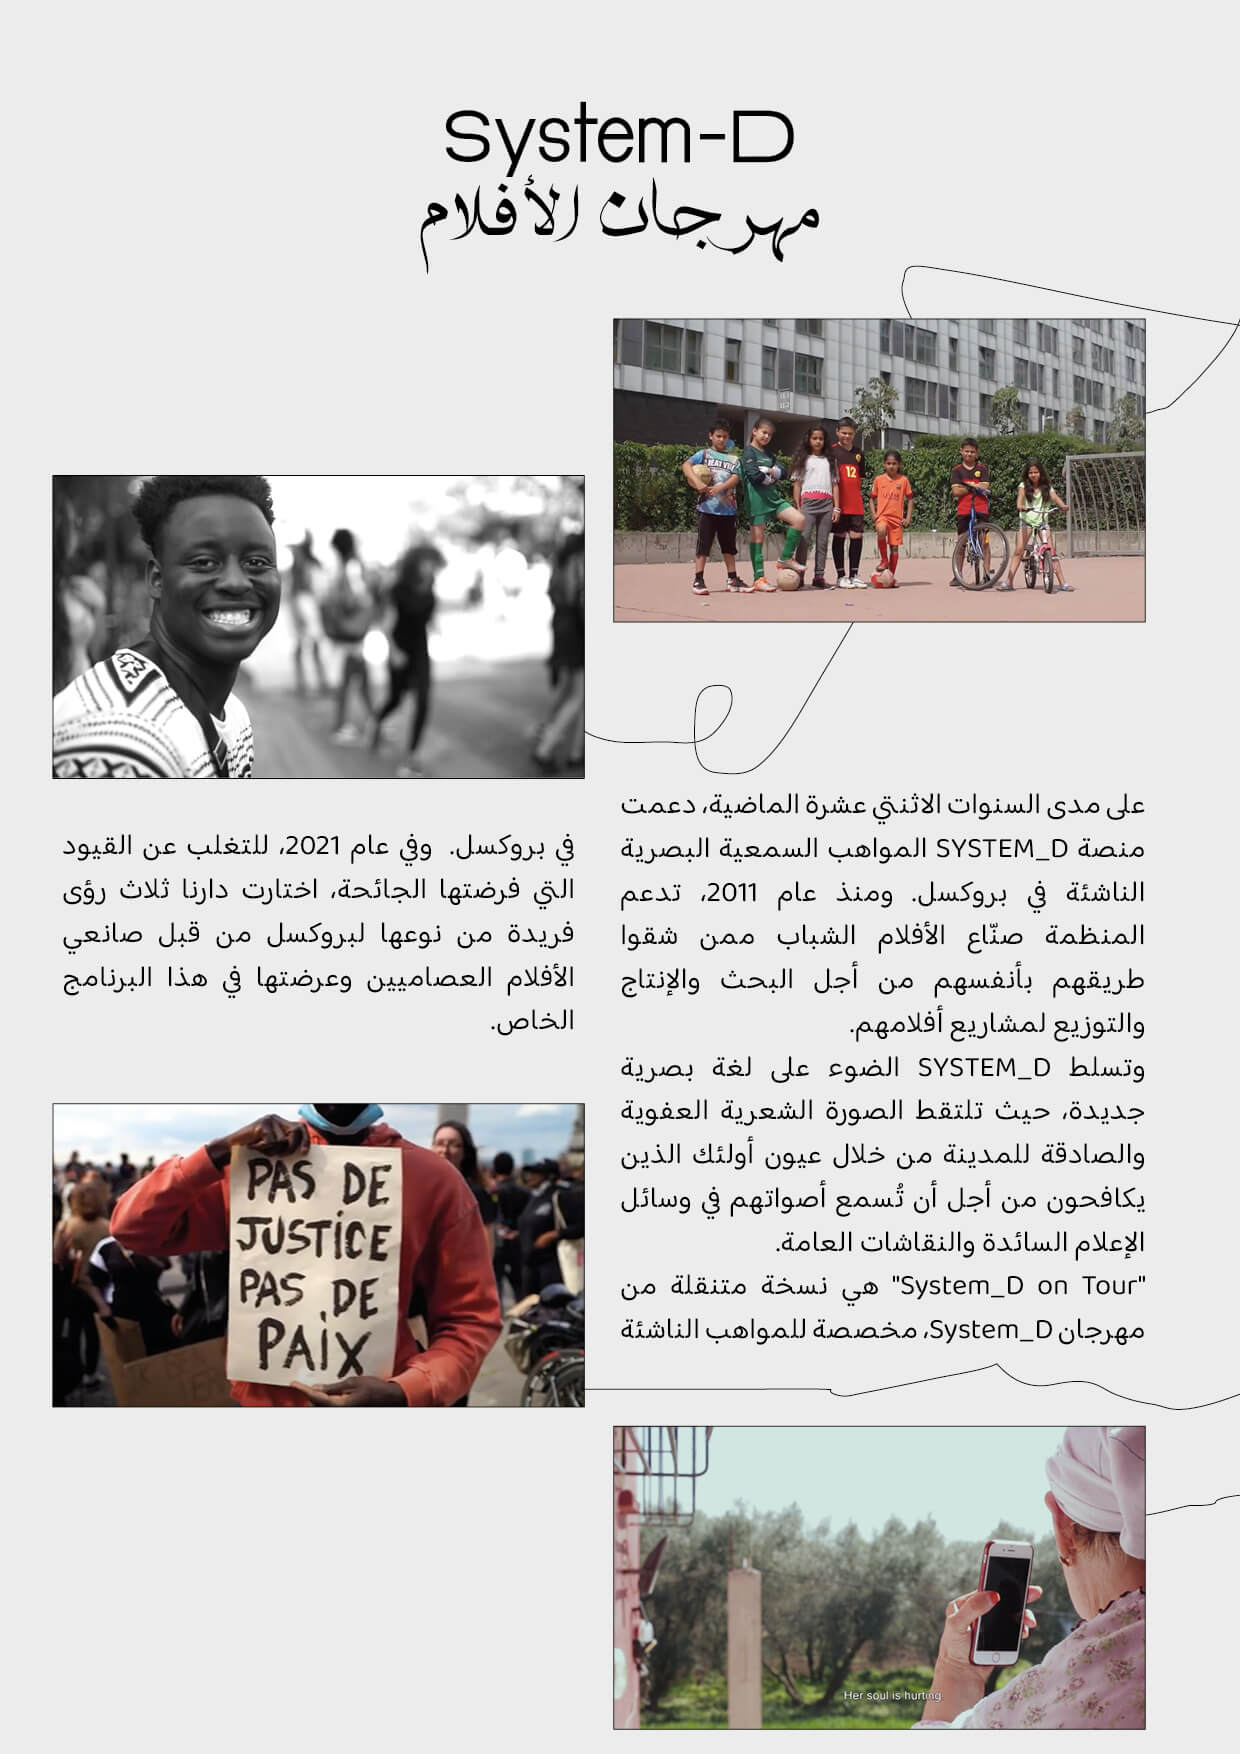 System-D
مهرجان الأفلام
على مدى السنوات الاثنتي عشرة الماضية، دعمت
منصة SYSTEM_D المواهب السمعية البصرية
الناشئة في بروكسل. ومنذ عام 2011، تدعم
المنظمة صنّاع الأفلام الشباب ممن شقوا
طريقهم بأنفسهم من أجل البحث والإنتاج
والتوزيع لمشاريع أفلامهم.
وتسلط SYSTEM_D الضوء على لغة بصرية
جديدة، حيث تلتقط الصورة الشعرية العفوية
والصادقة للمدينة من خلال عيون أولئك الذين
يكافحون من أجل أن تُسمع أصواتهم في وسائل
الإعلام السائدة والنقاشات العامة.
"System_D on Tour" هي نسخة متنقلة من
مهرجان System_D، مخصصة للمواهب الناشئة
في بروكسل. وفي عام 2021، للتغلب عن القيود
التي فرضتها الجائحة، اختارت دارنا ثلاث رؤى
فريدة من نوعها لبروكسل من قبل صانعي
الأفلام العصاميين وعرضتها في هذا البرنامج
الخاص.
12
PAS DE
JUSTICE
PAS DE
PAIX
Her soul is hurting